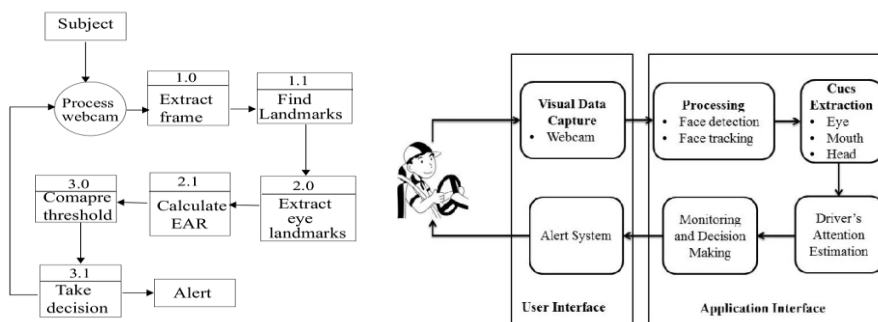 Subject
Process
webcam
1.0
Extract
frame
1.1
Find
Landmarks
3.0
Comapre
threshold
2.1
Calculate
EAR
2.0
Extract
eye
landmarks
3.1
Take
decision
Alert
Visual Data
Capture
• Webcam
Processing
• Face detection
• Face tracking
Cucs
Extraction
• Eye
• Mouth
• Head
Alert System
Monitoring
and Decision
Making
Driver's
Attention
Estimation
User Interface
Application Interface